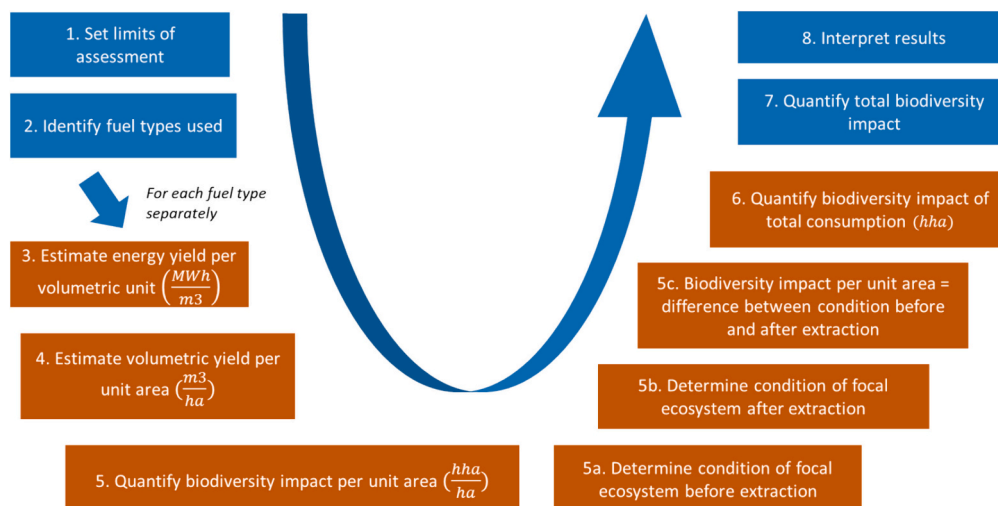 1. Set limits of
assessment
2. Identify fuel types used
For each fuel type
separately
3. Estimate energy yield per
volumetric unit (MWh/m3)
4. Estimate volumetric yield per
unit area (m3/ha)
5. Quantify biodiversity impact per unit area (hha/ha)
5a. Determine condition of focal
ecosystem before extraction
5b. Determine condition of focal
ecosystem after extraction
5c. Biodiversity impact per unit area =
difference between condition before
and after extraction
6. Quantify biodiversity impact of
total consumption (hha)
7. Quantify total biodiversity
impact
8. Interpret results